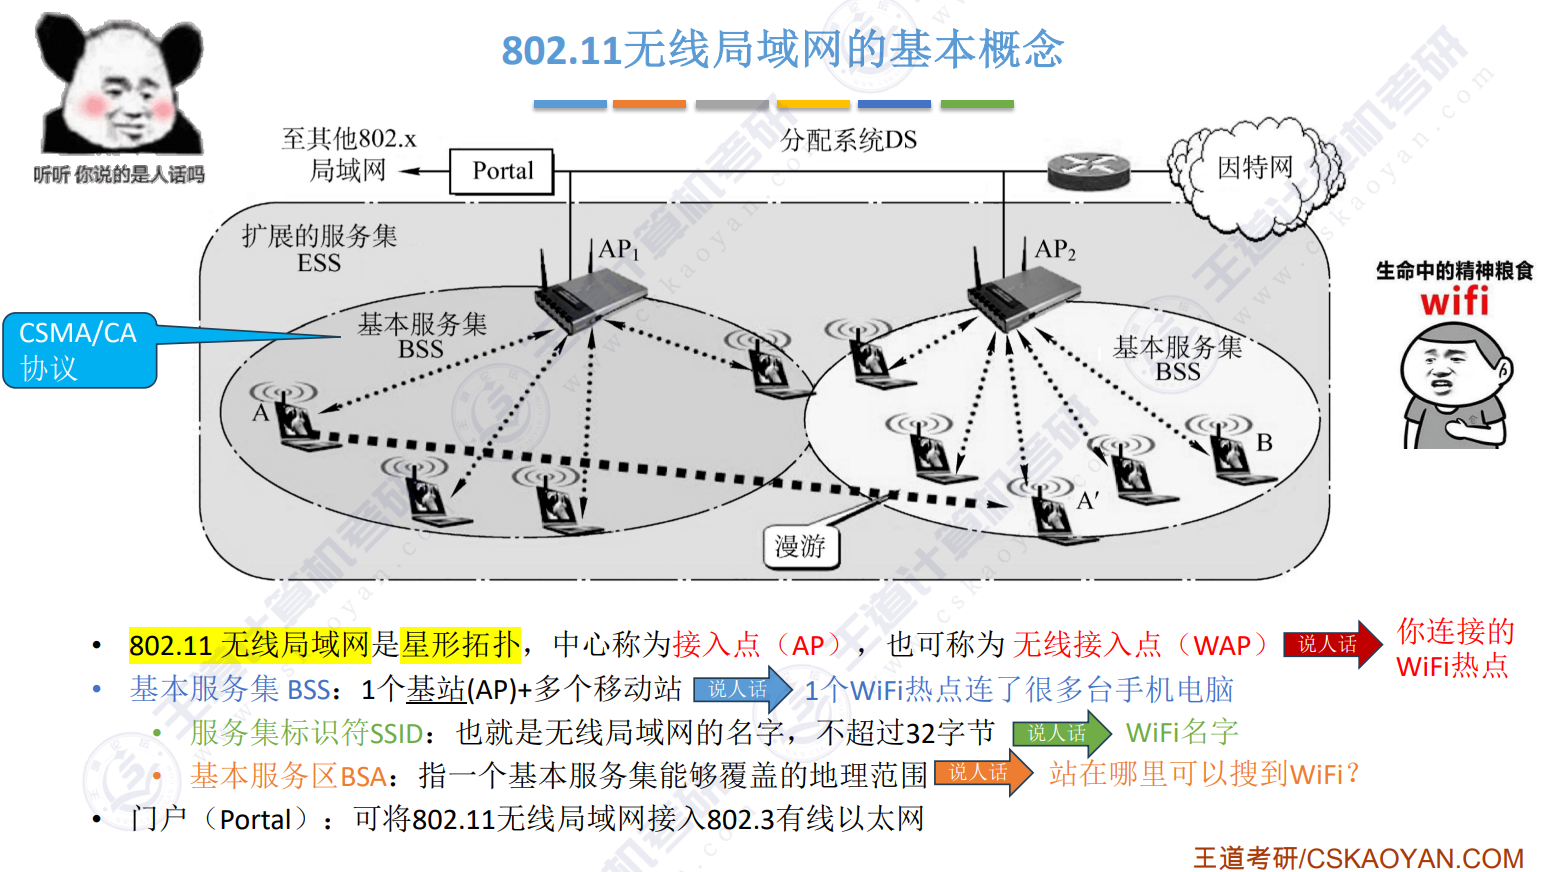 802.11无线局域网的基本概念
听听 你说的是人话吗
至其他802.x
局域网
Portal
分配系统DS
因特网
扩展的服务集
ESS
AP1
AP2
生命中的精神粮食
wifi
CSMA/CA
协议
基本服务集
BSS
基本服务集
BSS
A
B
A′
漫游
• 802.11 无线局域网是星形拓扑，中心称为接入点（AP），也可称为 无线接入点（WAP） 说人话 你连接的
WiFi热点
• 基本服务集 BSS：1个基站(AP)+多个移动站 说人话 1个WiFi热点连了很多台手机电脑
• 服务集标识符SSID：也就是无线局域网的名字，不超过32字节 说人话 WiFi名字
• 基本服务区BSA：指一个基本服务集能够覆盖的地理范围 说人话 站在哪里可以搜到WiFi？
• 门户（Portal）：可将802.11无线局域网接入802.3有线以太网
王道考研/CSKAOYAN.COM
王道计算机考研
www.cskaoyan.com